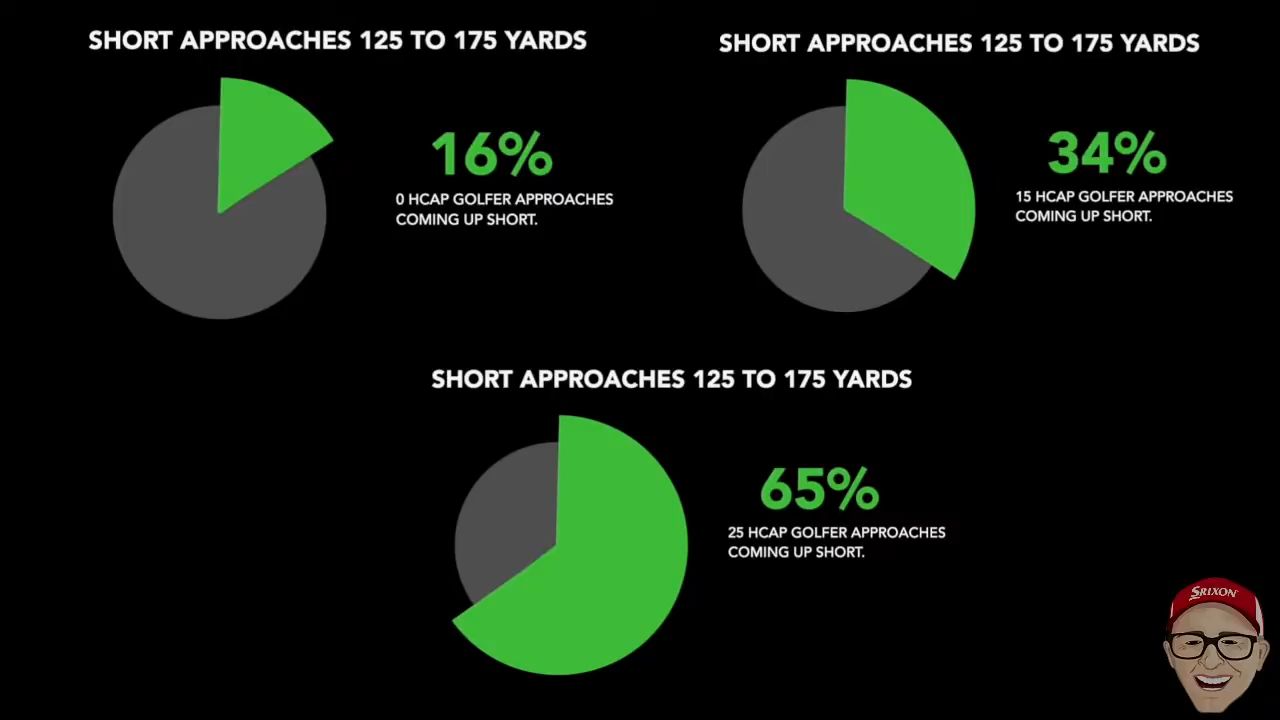 SHORT APPROACHES 125 TO 175 YARDS
16%
0 HCAP GOLFER APPROACHES
COMING UP SHORT.
SHORT APPROACHES 125 TO 175 YARDS
34%
15 HCAP GOLFER APPROACHES
COMING UP SHORT.
SHORT APPROACHES 125 TO 175 YARDS
65%
25 HCAP GOLFER APPROACHES
COMING UP SHORT.
SRIXON